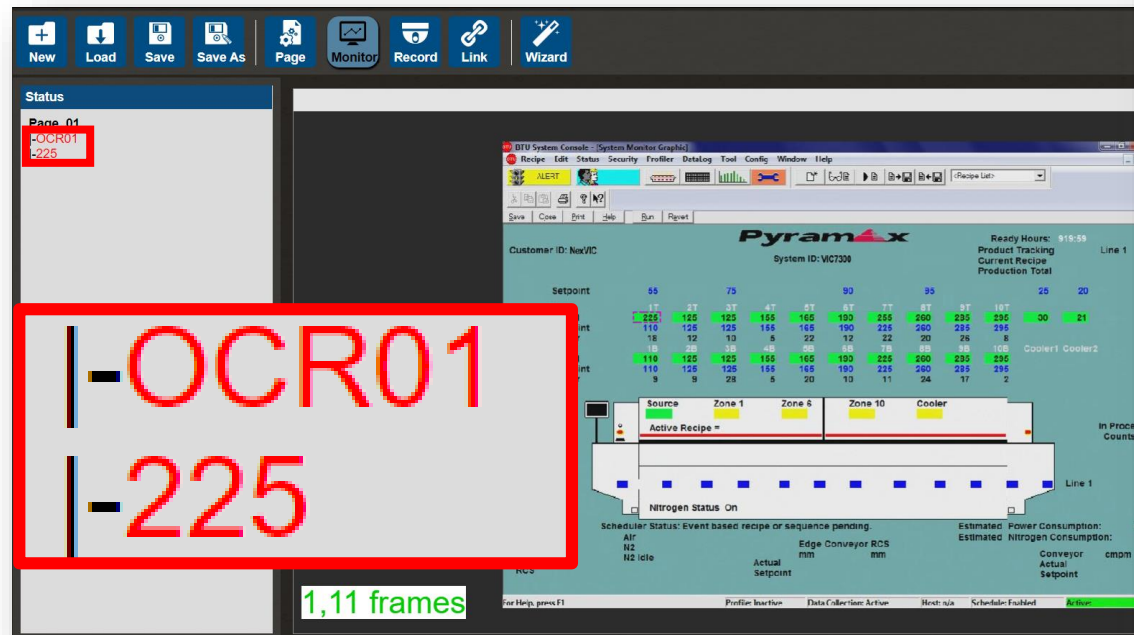 New Load Save Save As Page Monitor Record Link Wizard
Status
Page_01
-OCR01
-225
-OCR01
-225
1,11 frames
BTU System Console - [System Monitor Graphic]
Recipe Edit Status Security Profiler DataLog Tool Config Window Help
ALERT <Recipe List>
Save Close Print Help Run Reset
Pyramax
Customer ID: NexVIC
System ID: VIC7300
Ready Hours: 919:59
Product Tracking
Current Recipe
Production Total
Line 1
Setpoint 55 75 90 95 25 20
1T 2T 3T 4T 5T 6T 7T 8T 9T 10T
225 125 125 155 165 190 255 260 235 295 30 21
110 125 125 155 165 190 225 260 235 295
18 12 10 5 22 12 22 20 26 8
1B 2B 3B 4B 5B 6B 7B 8B 9B 10B Cooler1 Cooler2
110 125 125 155 165 190 225 260 235 295
110 125 125 155 165 190 225 260 235 295
9 9 28 5 20 10 11 24 17 2
Source Zone 1 Zone 6 Zone 10 Cooler
Active Recipe =
In Proce
Counts
Line 1
Nitrogen Status On
Scheduler Status: Event based recipe or sequence pending.
Air
N2
N2 Idle
RCS
Edge Conveyor RCS
mm mm
Actual
Setpoint
Estimated Power Consumption:
Estimated Nitrogen Consumption:
Conveyor cmpm
Actual
Setpoint
For Help, press F1 Profile: Inactive Data Collection: Active Host: n/a Schedule: Enabled Active: